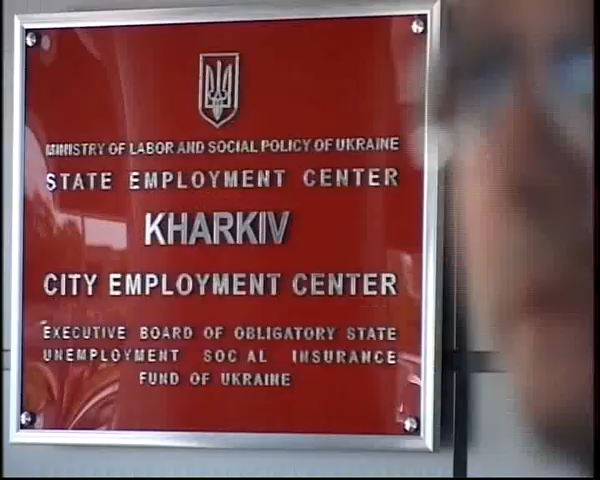 MINISTRY OF LABOR AND SOCIAL POLICY OF UKRAINE
STATE EMPLOYMENT CENTER
KHARKIV
CITY EMPLOYMENT CENTER
EXECUTIVE BOARD OF OBLIGATORY STATE
UNEMPLOYMENT SOC AL INSURANCE
FUND OF UKRAINE